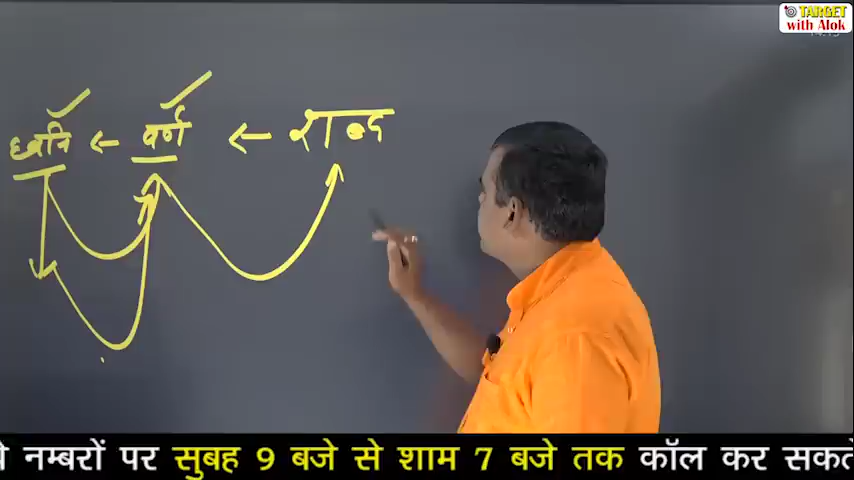 TARGET
with Alok
ध्वनि ← वर्ण ← शब्द
नम्बरों पर सुबह 9 बजे से शाम 7 बजे तक कॉल कर सकते